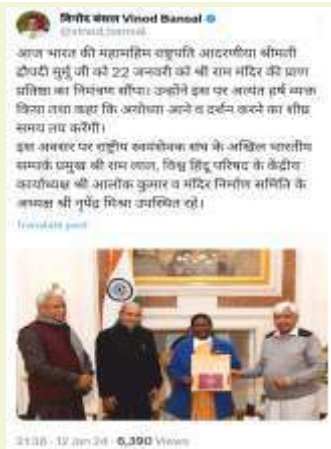 विनोद बंसल Vinod Bansal
@vinod_bansal
आज भारत की महामहिम राष्ट्रपति आदरणीया श्रीमती
द्रौपदी मुर्मू जी को 22 जनवरी को श्री राम मंदिर की प्राण
प्रतिष्ठा का निमंत्रण सौंपा। उन्होंने इस पर अत्यंत हर्ष व्यक्त
किया तथा कहा कि अयोध्या आने व दर्शन करने का शीघ्र
समय तय करेंगी।
इस अवसर पर राष्ट्रीय स्वयंसेवक संघ के अखिल भारतीय
सम्पर्क प्रमुख श्री राम लाल, विश्व हिंदू परिषद के केंद्रीय
कार्याध्यक्ष श्री आलोक कुमार व मंदिर निर्माण समिति के
अध्यक्ष श्री नृपेंद्र मिश्रा उपस्थित रहे।
Translate post
21:38 - 12 Jan 24 - 6,390 Views